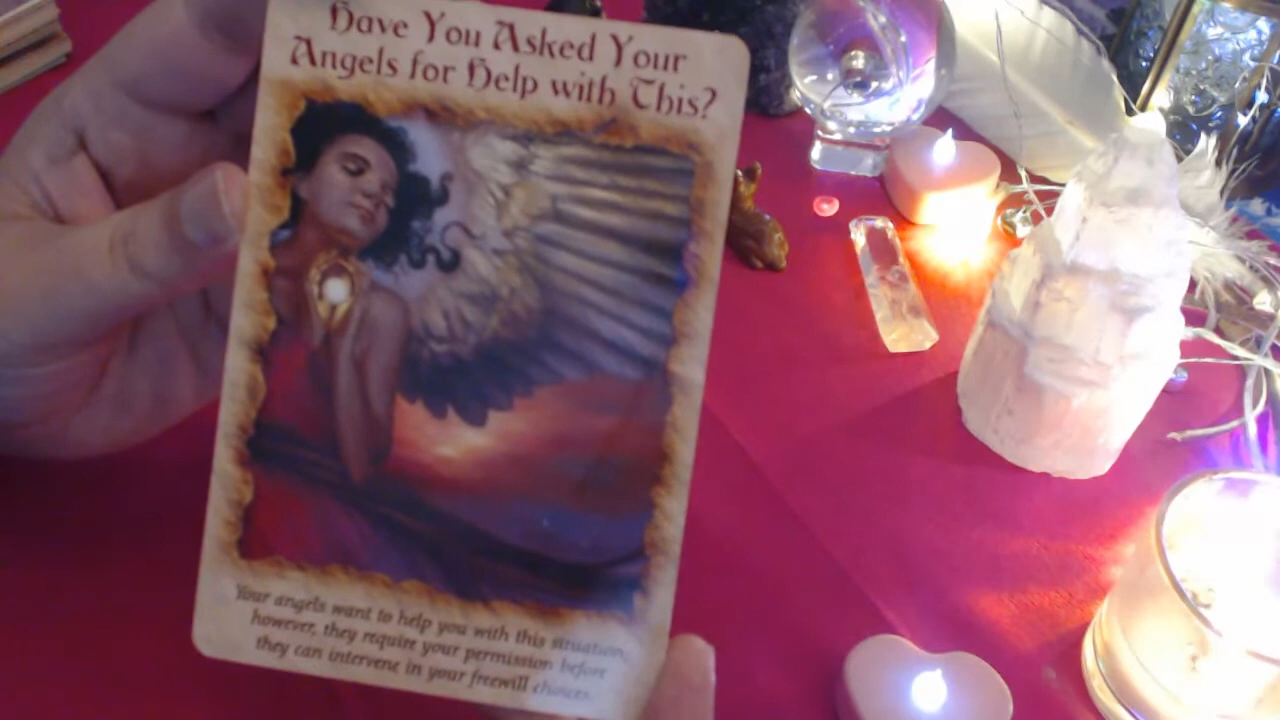 Have You Asked Your
Angels for Help with This?
Your angels want to help you with this situation,
however, they require your permission before
they can intervene in your freewill choices.